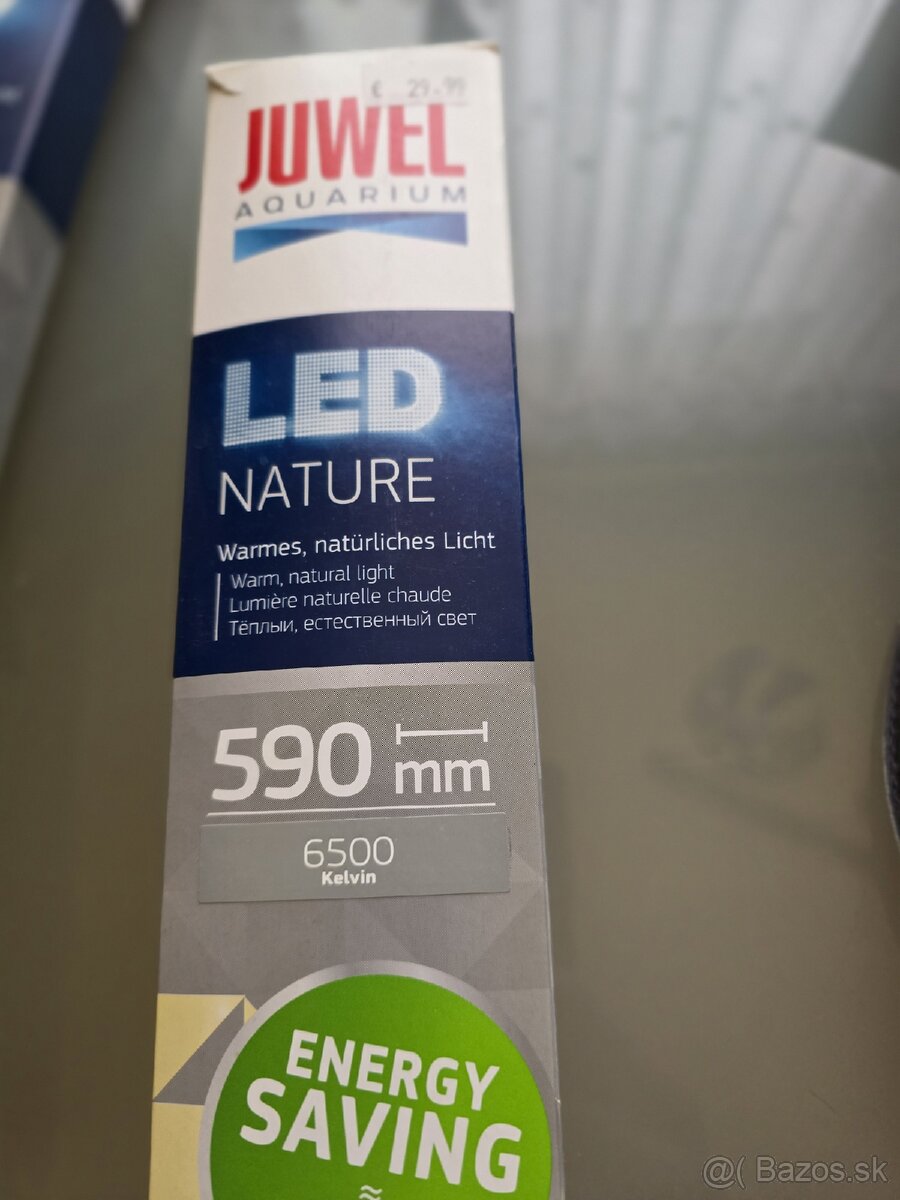 € 29.99
JUWEL
AQUARIUM
LED
NATURE
Warmes, natürliches Licht
Warm, natural light
Lumière naturelle chaude
Тёплыи, естественный свет
590 mm
6500
Kelvin
ENERGY
SAVING
@( Bazos.sk